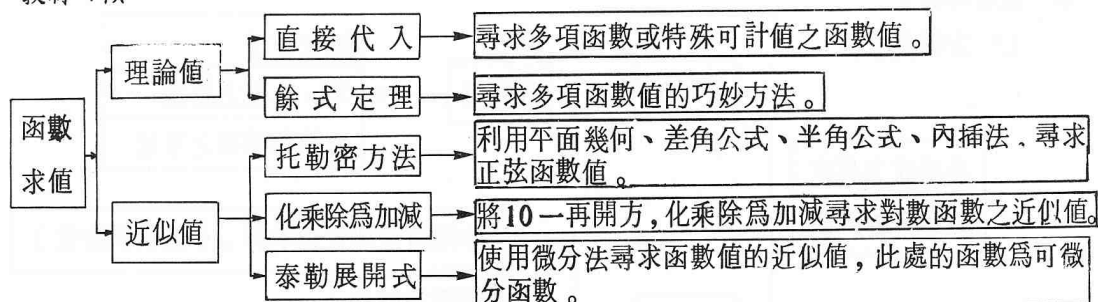 直接代入
尋求多項函數或特殊可計值之函數值。
理論值
餘式定理
尋求多項函數值的巧妙方法。
函數
求值
托勒密方法
利用平面幾何、差角公式、半角公式、內插法、尋求
正弦函數值。
近似值
化乘除爲加減
將10一再開方,化乘除爲加減尋求對數函數之近似值。
泰勒展開式
使用微分法尋求函數值的近似值,此處的函數爲可微
分函數。